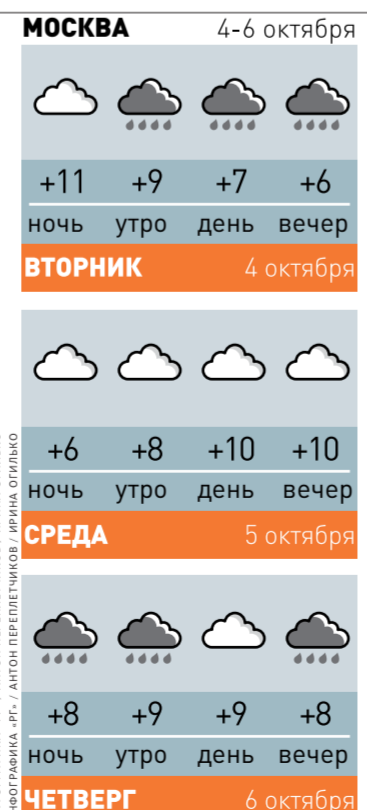 МОСКВА 4-6 октября
+11 +9 +7 +6
ночь утро день вечер
ВТОРНИК 4 октября
+6 +8 +10 +10
ночь утро день вечер
СРЕДА 5 октября
+8 +9 +9 +8
ночь утро день вечер
ЧЕТВЕРГ 6 октября
«РГ» / АНТОН ПЕРЕПЛЕТЧИКОВ / ИРИНА ОГИЛЬКО